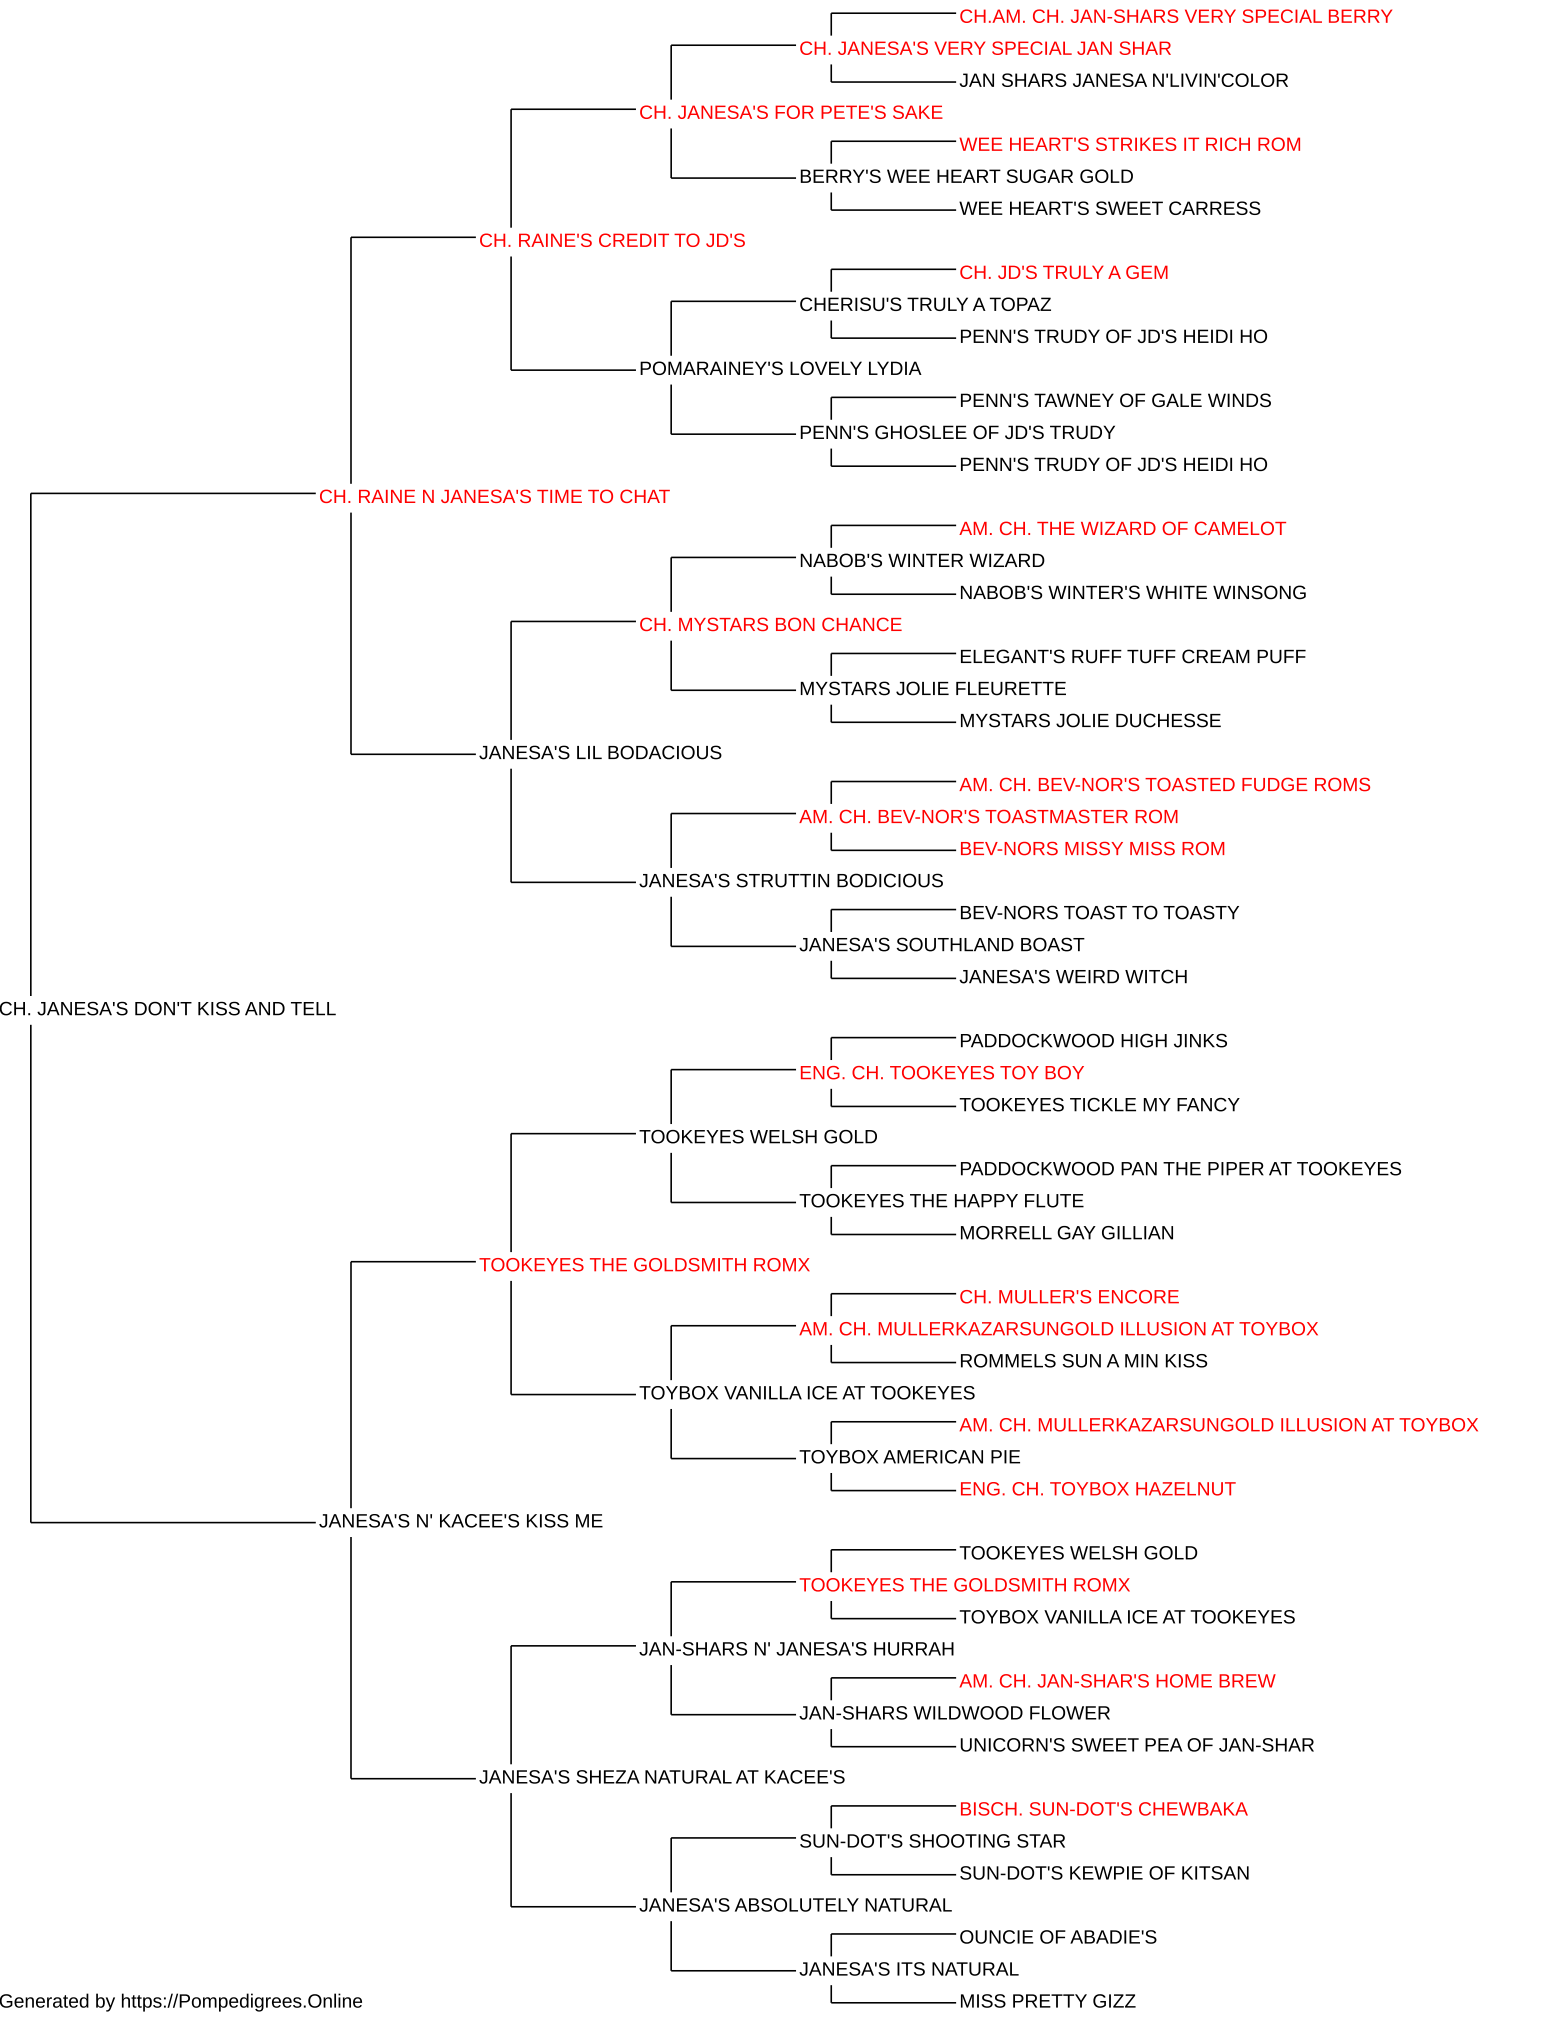 CH.AM. CH. JAN-SHARS VERY SPECIAL BERRY
CH. JANESA'S VERY SPECIAL JAN SHAR
JAN SHARS JANESA N'LIVIN'COLOR
CH. JANESA'S FOR PETE'S SAKE
WEE HEART'S STRIKES IT RICH ROM
BERRY'S WEE HEART SUGAR GOLD
WEE HEART'S SWEET CARRESS
CH. RAINE'S CREDIT TO JD'S
CH. JD'S TRULY A GEM
CHERISU'S TRULY A TOPAZ
PENN'S TRUDY OF JD'S HEIDI HO
POMARAINEY'S LOVELY LYDIA
PENN'S TAWNEY OF GALE WINDS
PENN'S GHOSLEE OF JD'S TRUDY
PENN'S TRUDY OF JD'S HEIDI HO
CH. RAINE N JANESA'S TIME TO CHAT
AM. CH. THE WIZARD OF CAMELOT
NABOB'S WINTER WIZARD
NABOB'S WINTER'S WHITE WINSONG
CH. MYSTARS BON CHANCE
ELEGANT'S RUFF TUFF CREAM PUFF
MYSTARS JOLIE FLEURETTE
MYSTARS JOLIE DUCHESSE
JANESA'S LIL BODACIOUS
AM. CH. BEV-NOR'S TOASTED FUDGE ROMS
AM. CH. BEV-NOR'S TOASTMASTER ROM
BEV-NORS MISSY MISS ROM
JANESA'S STRUTTIN BODICIOUS
BEV-NORS TOAST TO TOASTY
JANESA'S SOUTHLAND BOAST
JANESA'S WEIRD WITCH
CH. JANESA'S DON'T KISS AND TELL
PADDOCKWOOD HIGH JINKS
ENG. CH. TOOKEYES TOY BOY
TOOKEYES TICKLE MY FANCY
TOOKEYES WELSH GOLD
PADDOCKWOOD PAN THE PIPER AT TOOKEYES
TOOKEYES THE HAPPY FLUTE
MORRELL GAY GILLIAN
TOOKEYES THE GOLDSMITH ROMX
CH. MULLER'S ENCORE
AM. CH. MULLERKAZARSUNGOLD ILLUSION AT TOYBOX
ROMMELS SUN A MIN KISS
TOYBOX VANILLA ICE AT TOOKEYES
AM. CH. MULLERKAZARSUNGOLD ILLUSION AT TOYBOX
TOYBOX AMERICAN PIE
ENG. CH. TOYBOX HAZELNUT
JANESA'S N' KACEE'S KISS ME
TOOKEYES WELSH GOLD
TOOKEYES THE GOLDSMITH ROMX
TOYBOX VANILLA ICE AT TOOKEYES
JAN-SHARS N' JANESA'S HURRAH
AM. CH. JAN-SHAR'S HOME BREW
JAN-SHARS WILDWOOD FLOWER
UNICORN'S SWEET PEA OF JAN-SHAR
JANESA'S SHEZA NATURAL AT KACEE'S
BISCH. SUN-DOT'S CHEWBAKA
SUN-DOT'S SHOOTING STAR
SUN-DOT'S KEWPIE OF KITSAN
JANESA'S ABSOLUTELY NATURAL
OUNCIE OF ABADIE'S
JANESA'S ITS NATURAL
MISS PRETTY GIZZ
Generated by https://Pompedigrees.Online